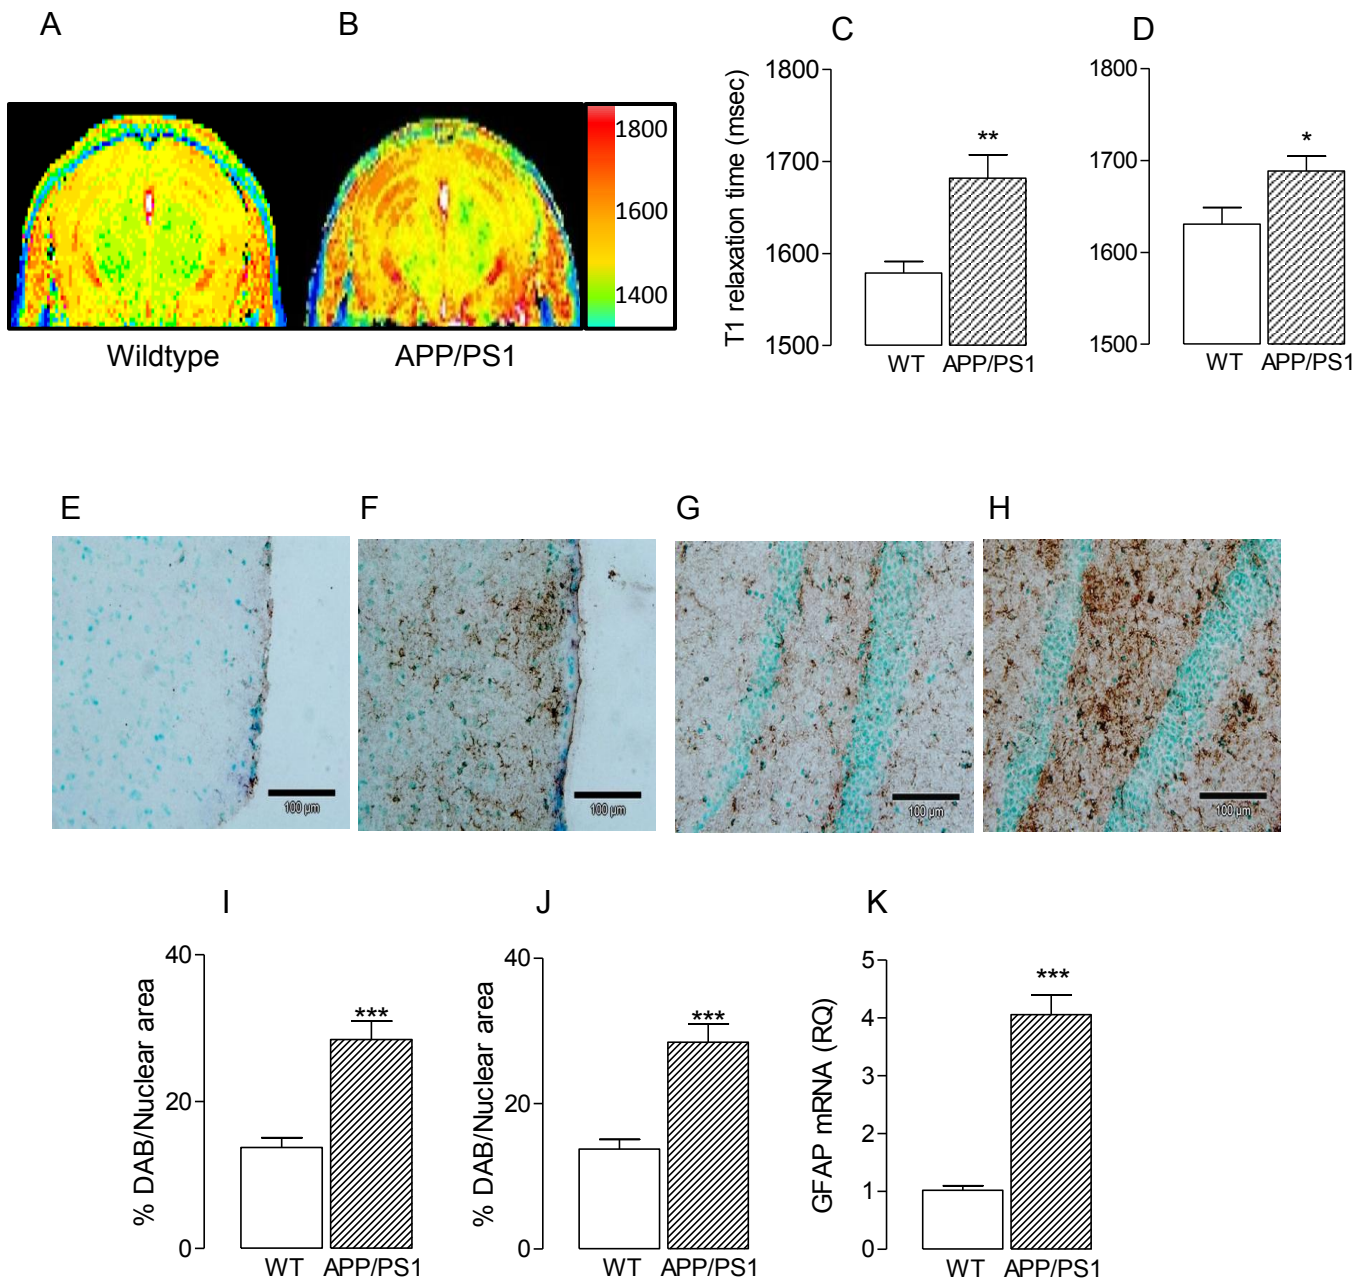 A
B
C
D
1800
1600
1400
Wildtype
APP/PS1
T1 relaxation time (msec)
1800
1700
1600
1500
**
WT
APP/PS1
1800
1700
1600
1500
*
WT
APP/PS1
E
F
G
H
100 µm
100 µm
100 µm
100 µm
I
J
K
% DAB/Nuclear area
40
20
0
***
WT
APP/PS1
% DAB/Nuclear area
40
20
0
***
WT
APP/PS1
GFAP mRNA (RQ)
5
4
3
2
1
0
***
WT
APP/PS1